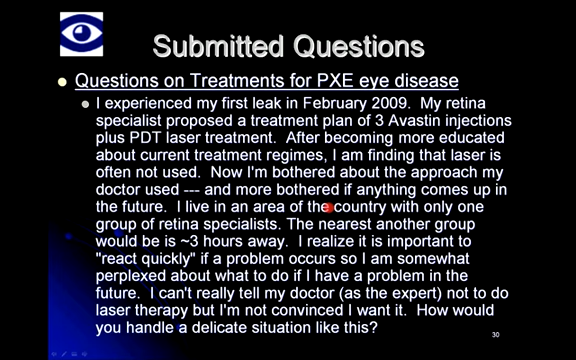 Submitted Questions
Questions on Treatments for PXE eye disease
I experienced my first leak in February 2009. My retina
specialist proposed a treatment plan of 3 Avastin injections
plus PDT laser treatment. After becoming more educated
about current treatment regimes, I am finding that laser is
often not used. Now I'm bothered about the approach my
doctor used --- and more bothered if anything comes up in
the future. I live in an area of the country with only one
group of retina specialists. The nearest another group
would be is ~3 hours away. I realize it is important to
"react quickly" if a problem occurs so I am somewhat
perplexed about what to do if I have a problem in the
future. I can't really tell my doctor (as the expert) not to do
laser therapy but I'm not convinced I want it. How would
you handle a delicate situation like this?
30